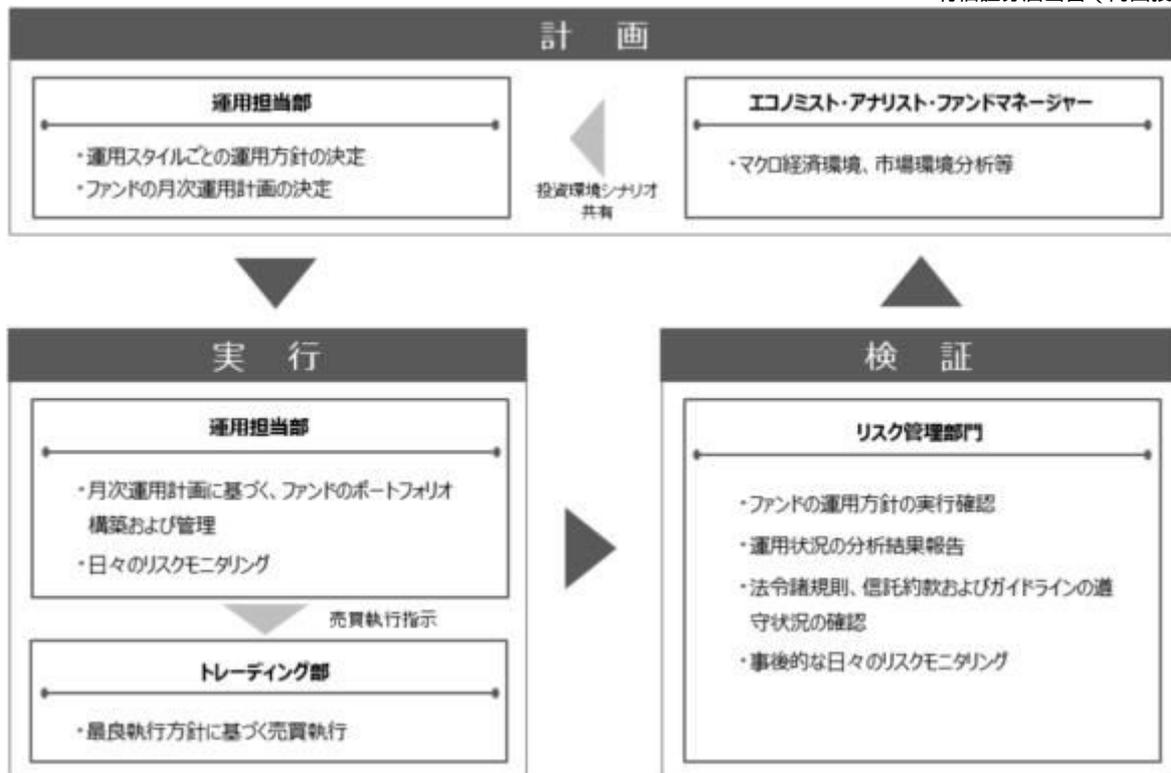 計　画
運用担当部
・運用スタイルごとの運用方針の決定
・ファンドの月次運用計画の決定
投資環境シナリオ
共有
エコノミスト・アナリスト・ファンドマネージャー
・マクロ経済環境、市場環境分析等
実　行
運用担当部
・月次運用計画に基づく、ファンドのポートフォリオ
構築および管理
・日々のリスクモニタリング
売買執行指示
トレーディング部
・最良執行方針に基づく売買執行
検　証
リスク管理部門
・ファンドの運用方針の実行確認
・運用状況の分析結果報告
・法令諸規則、信託約款およびガイドラインの遵
守状況の確認
・事後的な日々のリスクモニタリング